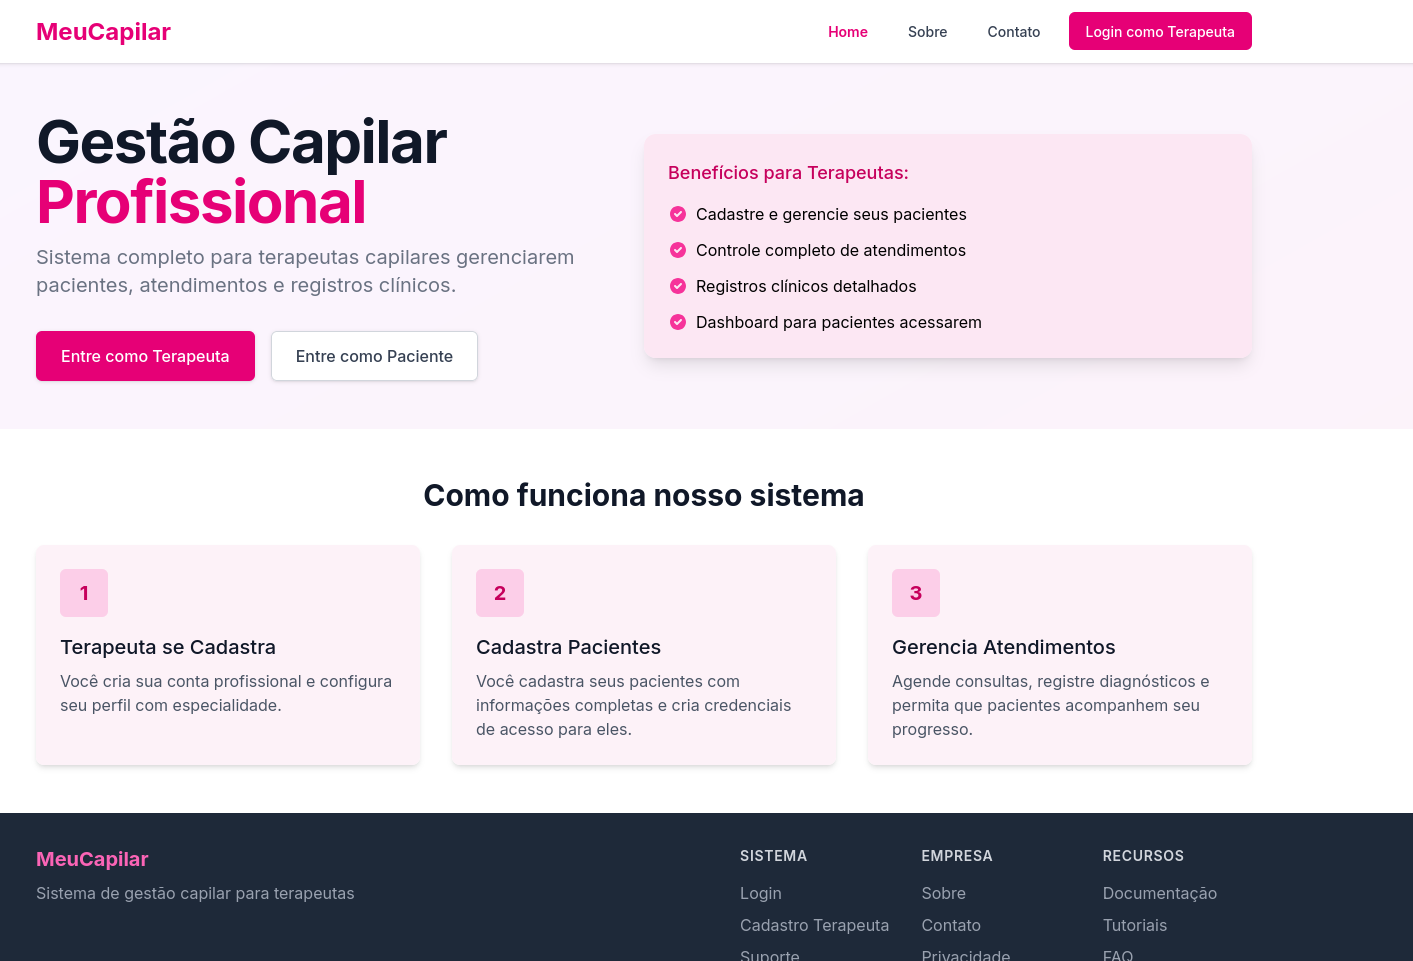 MeuCapilar
Home
Sobre
Contato
Login como Terapeuta
Gestão Capilar
Profissional
Sistema completo para terapeutas capilares gerenciarem
pacientes, atendimentos e registros clínicos.
Entre como Terapeuta
Entre como Paciente
Benefícios para Terapeutas:
Cadastre e gerencie seus pacientes
Controle completo de atendimentos
Registros clínicos detalhados
Dashboard para pacientes acessarem
Como funciona nosso sistema
1
Terapeuta se Cadastra
Você cria sua conta profissional e configura
seu perfil com especialidade.
2
Cadastra Pacientes
Você cadastra seus pacientes com
informações completas e cria credenciais
de acesso para eles.
3
Gerencia Atendimentos
Agende consultas, registre diagnósticos e
permita que pacientes acompanhem seu
progresso.
MeuCapilar
Sistema de gestão capilar para terapeutas
SISTEMA
Login
Cadastro Terapeuta
Suporte
EMPRESA
Sobre
Contato
Privacidade
RECURSOS
Documentação
Tutoriais
FAQ